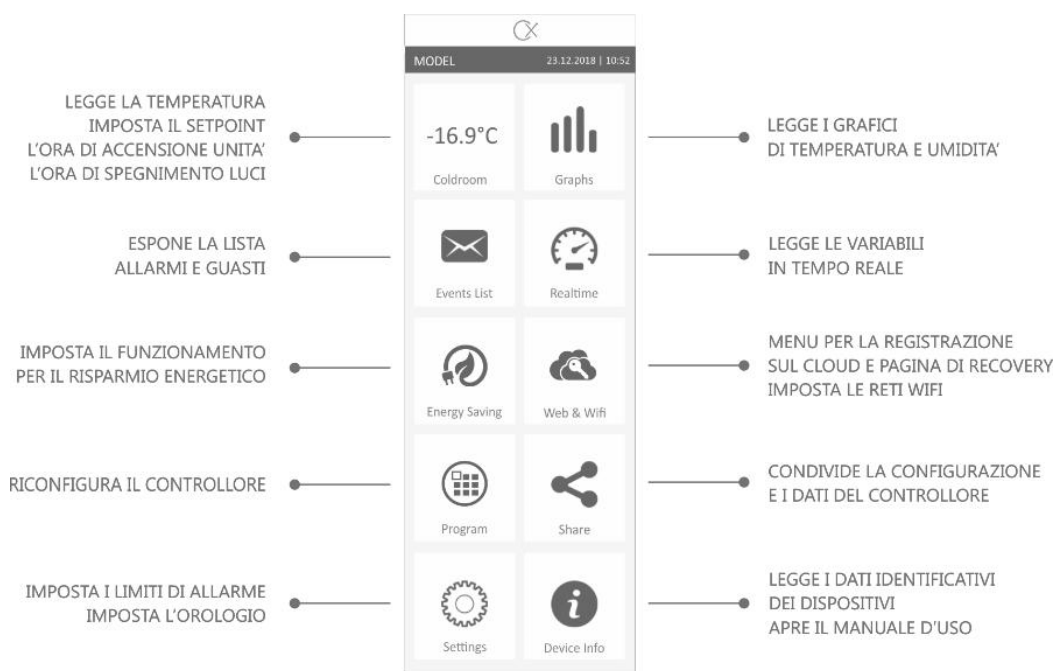 CX
MODEL 23.12.2018 | 10:52
LEGGE LA TEMPERATURA
IMPOSTA IL SETPOINT
L'ORA DI ACCENSIONE UNITA'
L'ORA DI SPEGNIMENTO LUCI
-16.9°C
Coldroom
Graphs
LEGGE I GRAFICI
DI TEMPERATURA E UMIDITA'
ESPONE LA LISTA
ALLARMI E GUASTI
Events List
Realtime
LEGGE LE VARIABILI
IN TEMPO REALE
IMPOSTA IL FUNZIONAMENTO
PER IL RISPARMIO ENERGETICO
Energy Saving
Web & Wifi
MENU PER LA REGISTRAZIONE
SUL CLOUD E PAGINA DI RECOVERY
IMPOSTA LE RETI WIFI
RICONFIGURA IL CONTROLLORE
Program
Share
CONDIVIDE LA CONFIGURAZIONE
E I DATI DEL CONTROLLORE
IMPOSTA I LIMITI DI ALLARME
IMPOSTA L'OROLOGIO
Settings
Device Info
LEGGE I DATI IDENTIFICATIVI
DEI DISPOSITIVI
APRE IL MANUALE D'USO